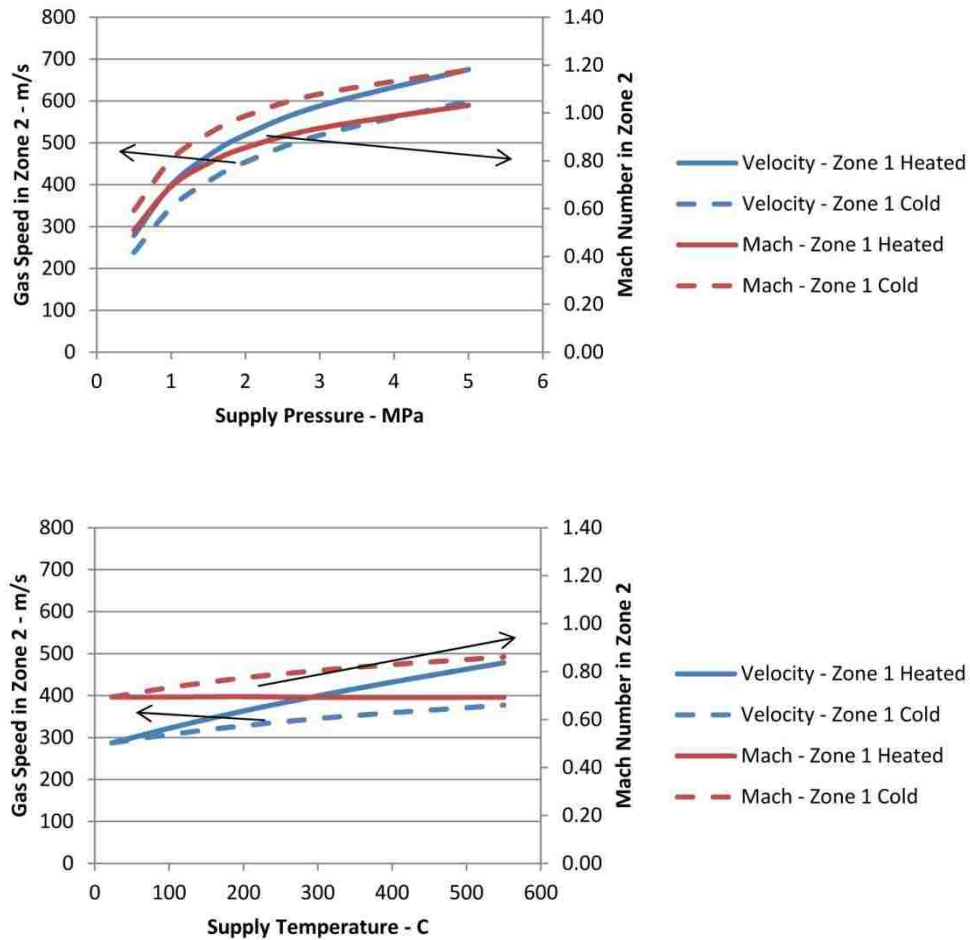 Gas Speed in Zone 2 - m/s
800
700
600
500
400
300
200
100
0
1.40
1.20
1.00
0.80
0.60
0.40
0.20
0.00
Mach Number in Zone 2
0 1 2 3 4 5 6
Supply Pressure - MPa
Velocity - Zone 1 Heated
Velocity - Zone 1 Cold
Mach - Zone 1 Heated
Mach - Zone 1 Cold
Gas Speed in Zone 2 - m/s
800
700
600
500
400
300
200
100
0
1.40
1.20
1.00
0.80
0.60
0.40
0.20
0.00
Mach Number in Zone 2
0 100 200 300 400 500 600
Supply Temperature - C
Velocity - Zone 1 Heated
Velocity - Zone 1 Cold
Mach - Zone 1 Heated
Mach - Zone 1 Cold